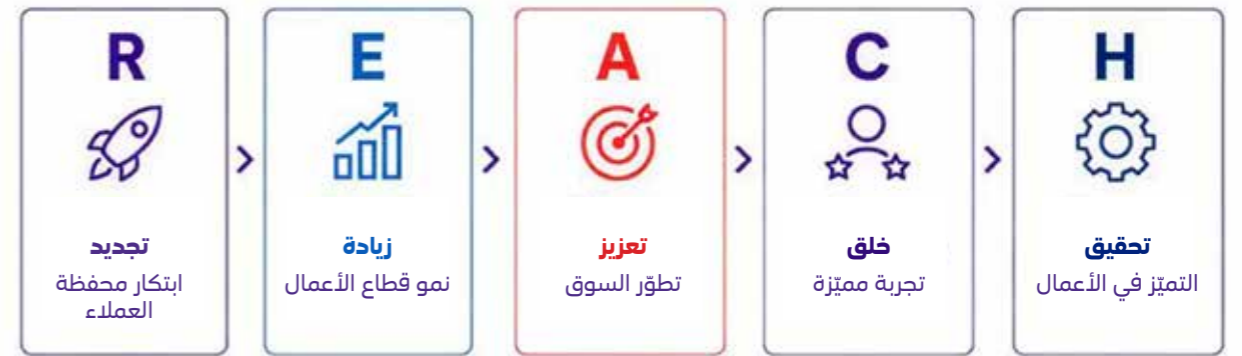 R
تجديد
ابتكار محفظة
العملاء
E
زيادة
نمو قطاع الأعمال
A
تعزيز
تطوّر السوق
C
خلق
تجربة مميّزة
H
تحقيق
التميّز في الأعمال